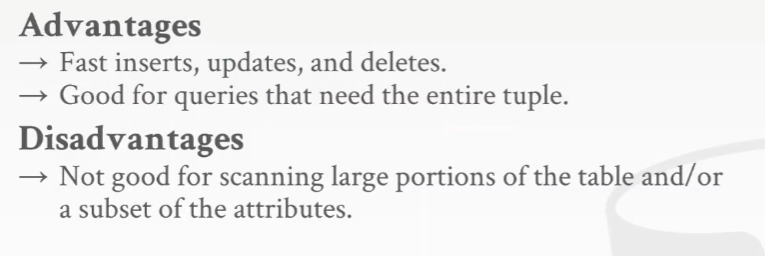 Advantages
→ Fast inserts, updates, and deletes.
→ Good for queries that need the entire tuple.
Disadvantages
→ Not good for scanning large portions of the table and/or
a subset of the attributes.